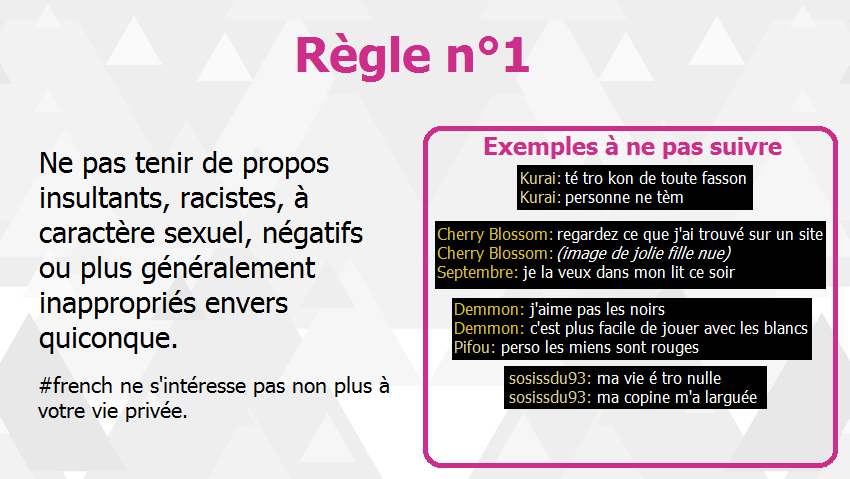 Règle n°1
Ne pas tenir de propos
insultants, racistes, à
caractère sexuel, négatifs
ou plus généralement
inappropriés envers
quiconque.
#french ne s'intéresse pas non plus à
votre vie privée.
Exemples à ne pas suivre
Kurai: té tro kon de toute fasson
Kurai: personne ne tèm
Cherry Blossom: regardez ce que j'ai trouvé sur un site
Cherry Blossom: (image de jolie fille nue)
Septembre: je la veux dans mon lit ce soir
Demmon: j'aime pas les noirs
Demmon: c'est plus facile de jouer avec les blancs
Pifou: perso les miens sont rouges
sosissdu93: ma vie é tro nulle
sosissdu93: ma copine m'a larguée